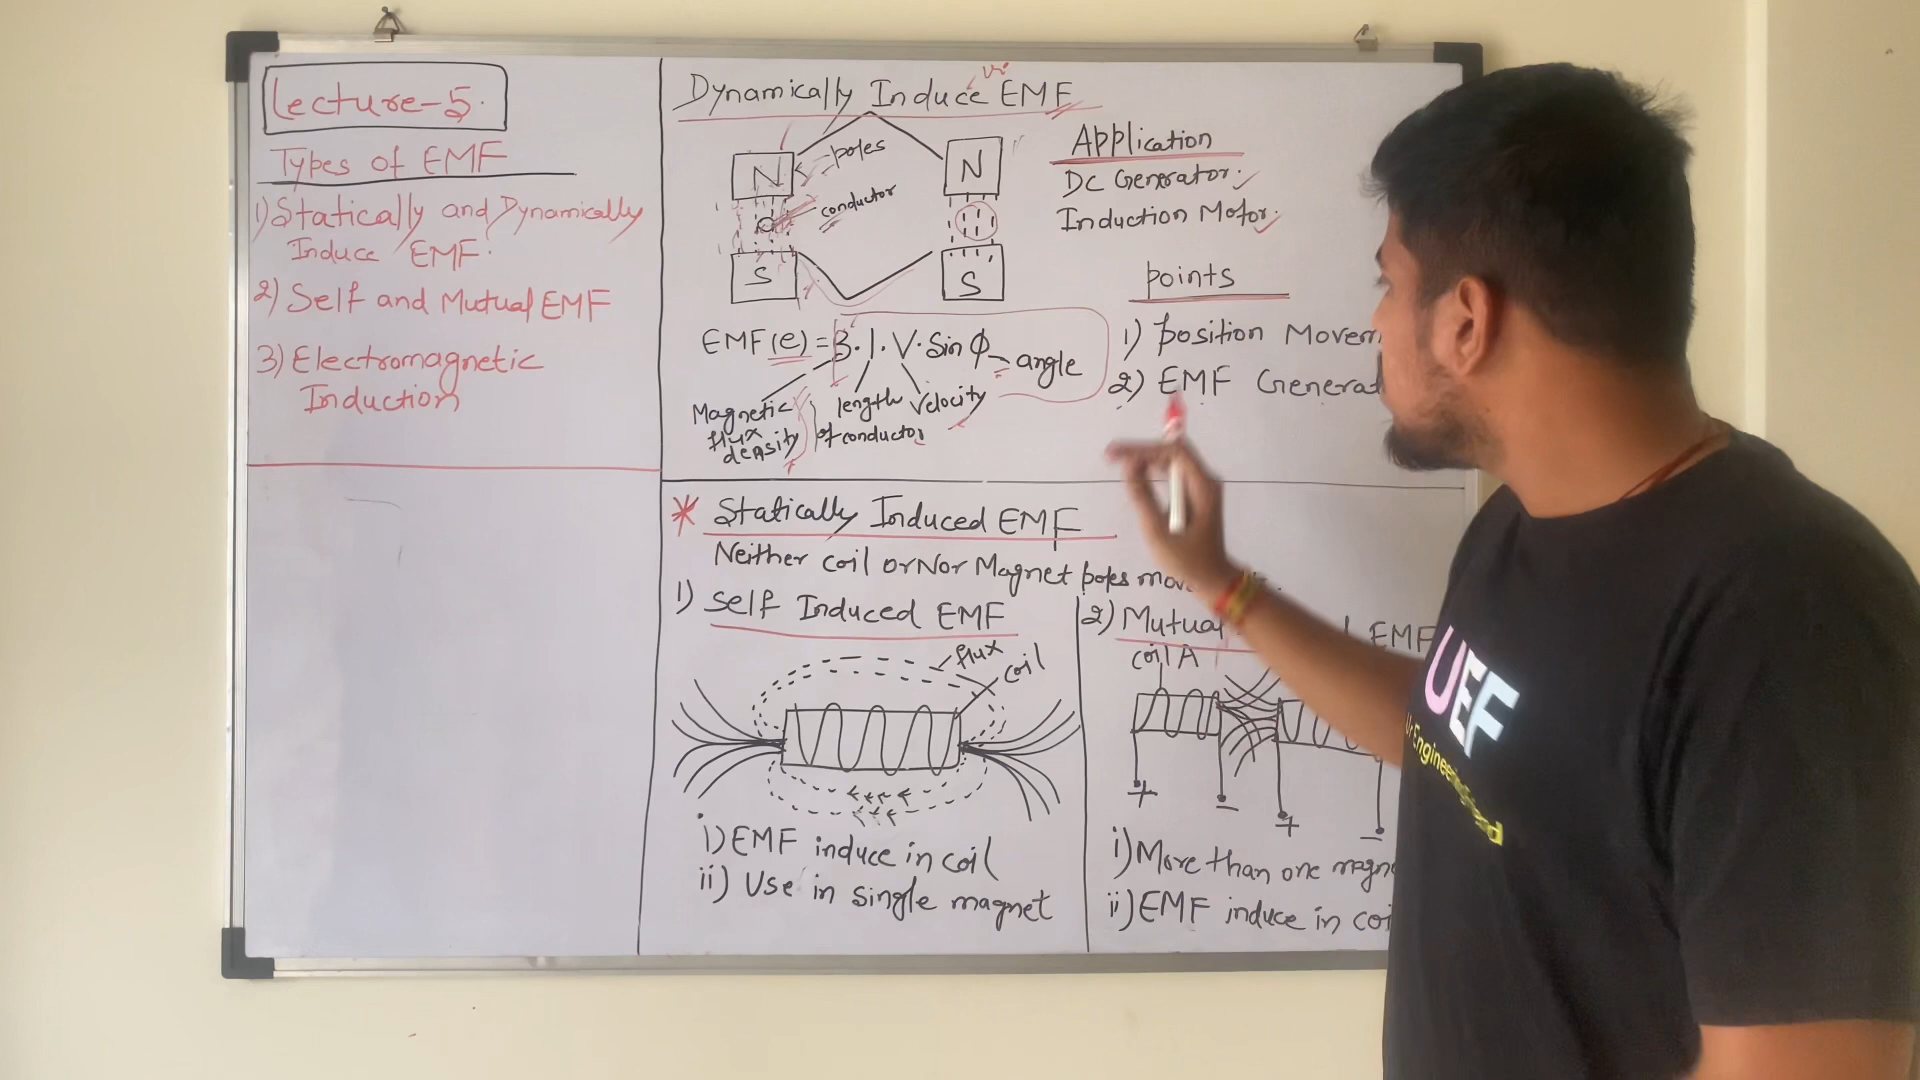 Lecture-5.
Types of EMF
1) Statically and Dynamically
Induce EMF.
2) Self and Mutual EMF
3) Electromagnetic
Induction
Dynamically Induce EMF
N
poles
conductor
S
N
S
EMF(e) = B.l.V.Sin ϕ
angle
Magnetic
flux
density
length
of conductor
Velocity
Application
DC Generator.
Induction Motor.
points
1) position Movem
2) EMF Generat
* Statically Induced EMF
Neither coil or Nor Magnet poles mov
1) Self Induced EMF
flux
coil
i) EMF induce in coil
ii) Use in single magnet
2) Mutual EMF
coil A
+
-
+
-
i) More than one magne
ii) EMF induce in coi
UEF
Ur Engineering